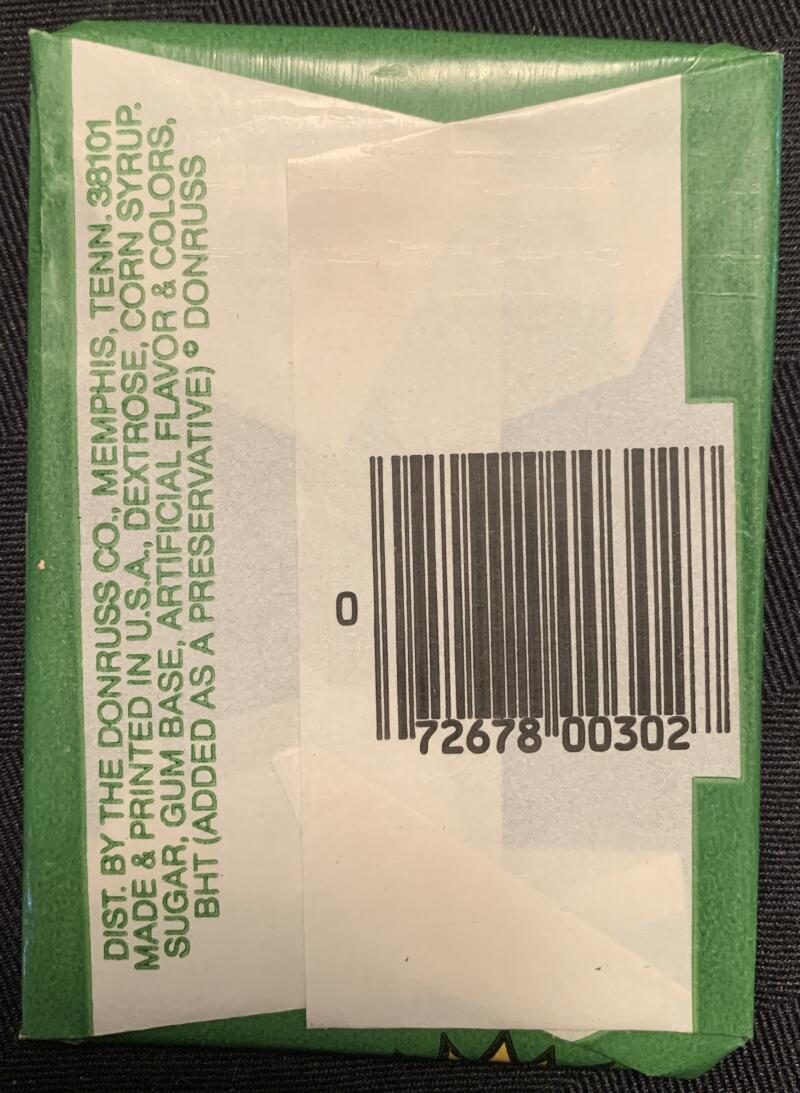 DIST. BY THE DONRUSS CO., MEMPHIS, TENN. 38101
MADE & PRINTED IN U.S.A., DEXTROSE, CORN SYRUP.
SUGAR, GUM BASE, ARTIFICIAL FLAVOR & COLORS,
BHT (ADDED AS A PRESERVATIVE) © DONRUSS
0
72678 00302